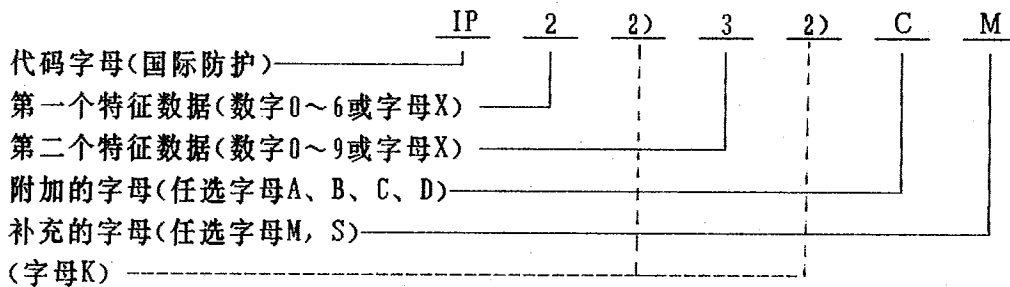 IP 2 2) 3 2) C M
代码字母(国际防护)
第一个特征数据(数字0～6或字母X)
第二个特征数据(数字0～9或字母X)
附加的字母(任选字母A、B、C、D)
补充的字母(任选字母M, S)
(字母K)